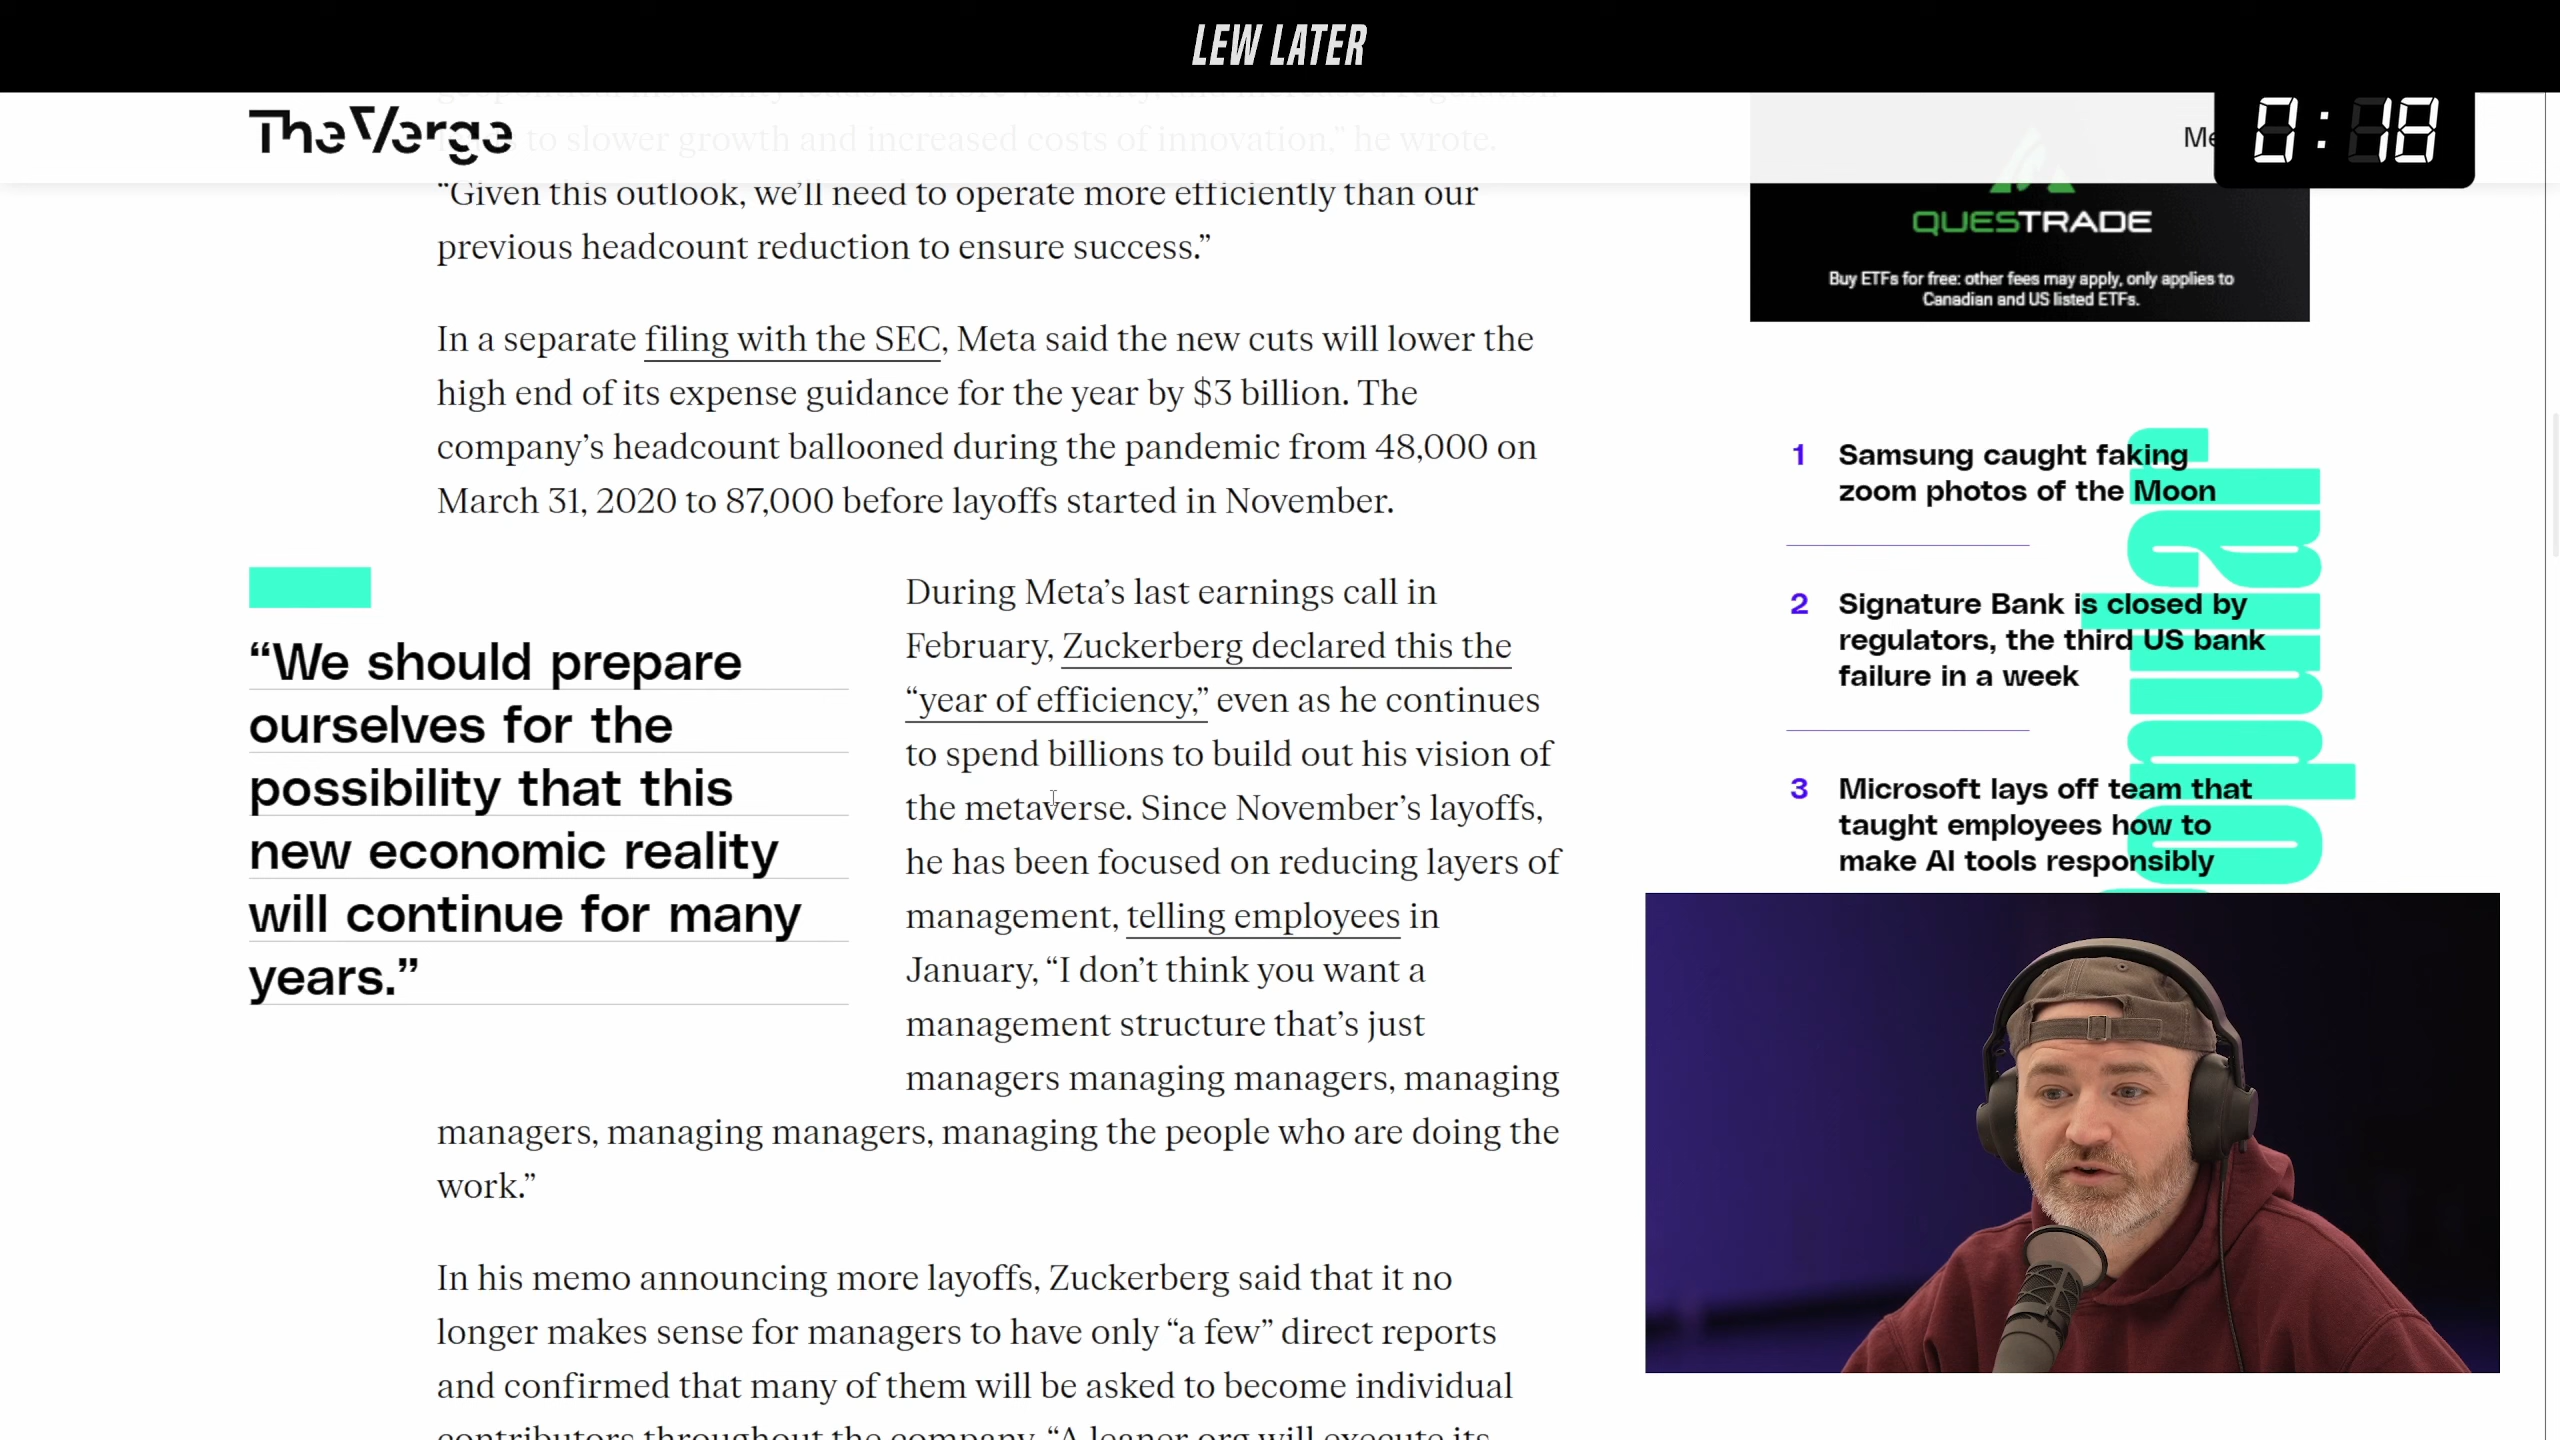 LEW LATER
The Verge
to slower growth and increased costs of innovation,” he wrote.
Me
0:18
“Given this outlook, we’ll need to operate more efficiently than our
previous headcount reduction to ensure success.”
In a separate filing with the SEC, Meta said the new cuts will lower the
high end of its expense guidance for the year by $3 billion. The
company’s headcount ballooned during the pandemic from 48,000 on
March 31, 2020 to 87,000 before layoffs started in November.
“We should prepare
ourselves for the
possibility that this
new economic reality
will continue for many
years.”
During Meta’s last earnings call in
February, Zuckerberg declared this the
“year of efficiency,” even as he continues
to spend billions to build out his vision of
the metaverse. Since November’s layoffs,
he has been focused on reducing layers of
management, telling employees in
January, “I don’t think you want a
management structure that’s just
managers managing managers, managing
managers, managing managers, managing the people who are doing the
work.”
In his memo announcing more layoffs, Zuckerberg said that it no
longer makes sense for managers to have only “a few” direct reports
and confirmed that many of them will be asked to become individual
contributors throughout the company. “A leaner org will execute its
QUESTRADE
Buy ETFs for free: other fees may apply, only applies to
Canadian and US listed ETFs.
1 Samsung caught faking
zoom photos of the Moon
2 Signature Bank is closed by
regulators, the third US bank
failure in a week
3 Microsoft lays off team that
taught employees how to
make AI tools responsibly